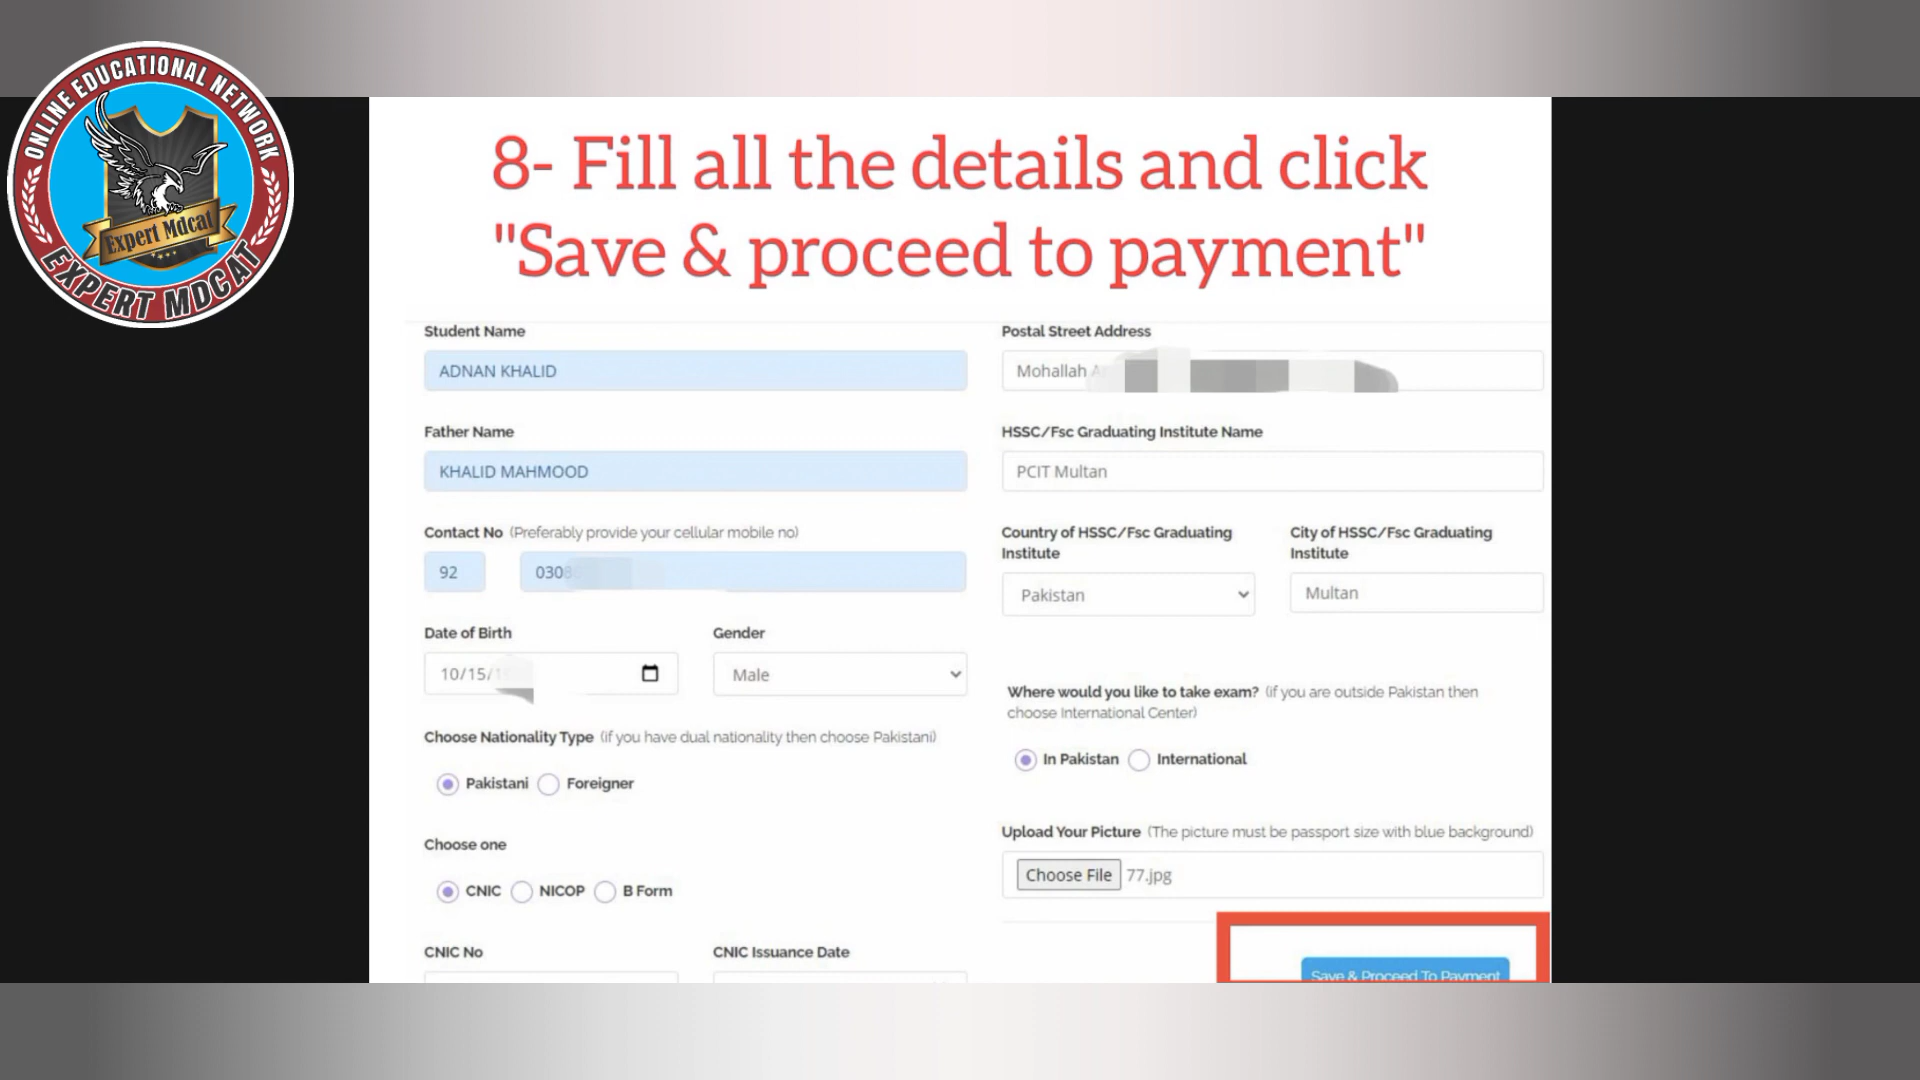 ONLINE EDUCATIONAL NETWORK
Expert Mdcat
EXPERT MDCAT
8- Fill all the details and click
"Save & proceed to payment"
Student Name
ADNAN KHALID
Father Name
KHALID MAHMOOD
Contact No (Preferably provide your cellular mobile no)
92 0308
Date of Birth Gender
10/15/ Male
Choose Nationality Type (if you have dual nationality then choose Pakistani)
Pakistani Foreigner
Choose one
CNIC NICOP B Form
CNIC No CNIC Issuance Date
Postal Street Address
Mohallah
HSSC/Fsc Graduating Institute Name
PCIT Multan
Country of HSSC/Fsc Graduating
Institute
Pakistan
City of HSSC/Fsc Graduating
Institute
Multan
Where would you like to take exam? (if you are outside Pakistan then
choose International Center)
In Pakistan International
Upload Your Picture (The picture must be passport size with blue background)
Choose File 77.jpg
Save & Proceed To Payment